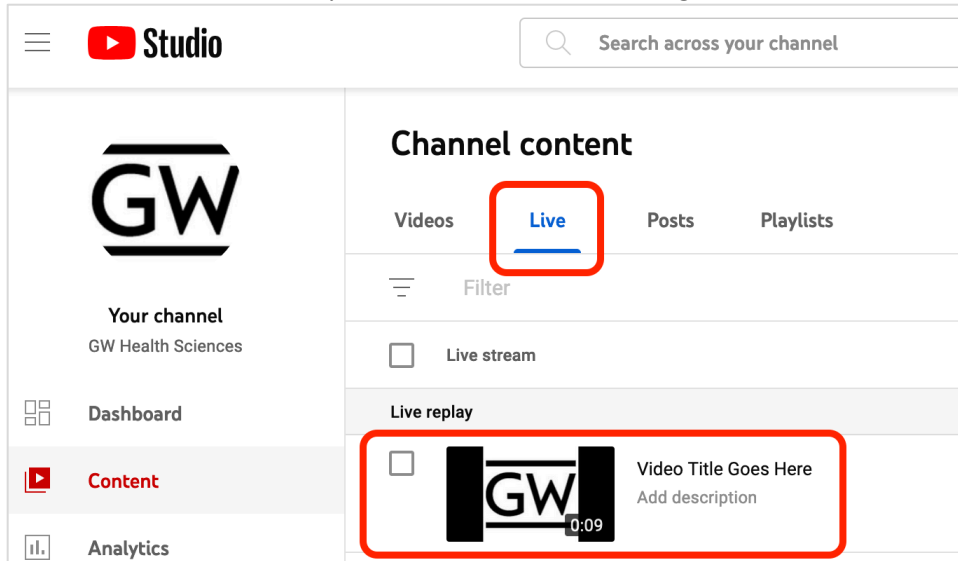 Studio
Search across your channel
GW
Your channel
GW Health Sciences
Dashboard
Content
Analytics
Channel content
Videos Live Posts Playlists
Filter
Live stream
Live replay
GW
0:09
Video Title Goes Here
Add description